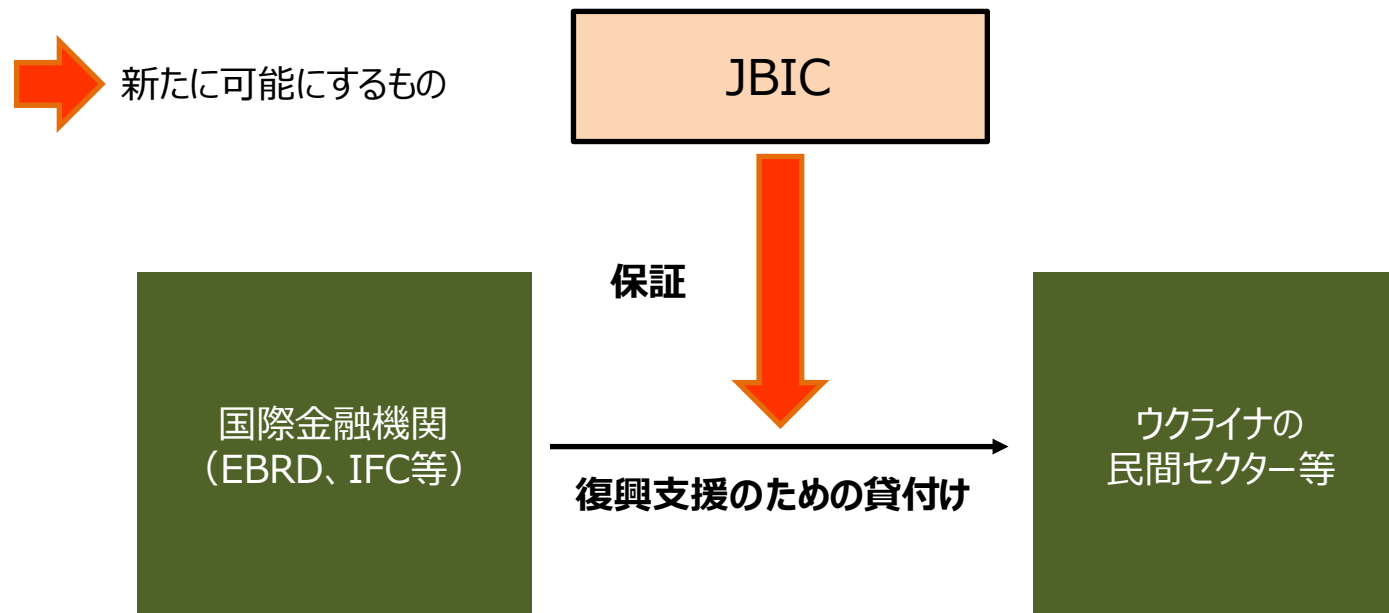 新たに可能にするもの
JBIC
保証
国際金融機関
（EBRD、IFC等）
復興支援のための貸付け
ウクライナの
民間セクター等